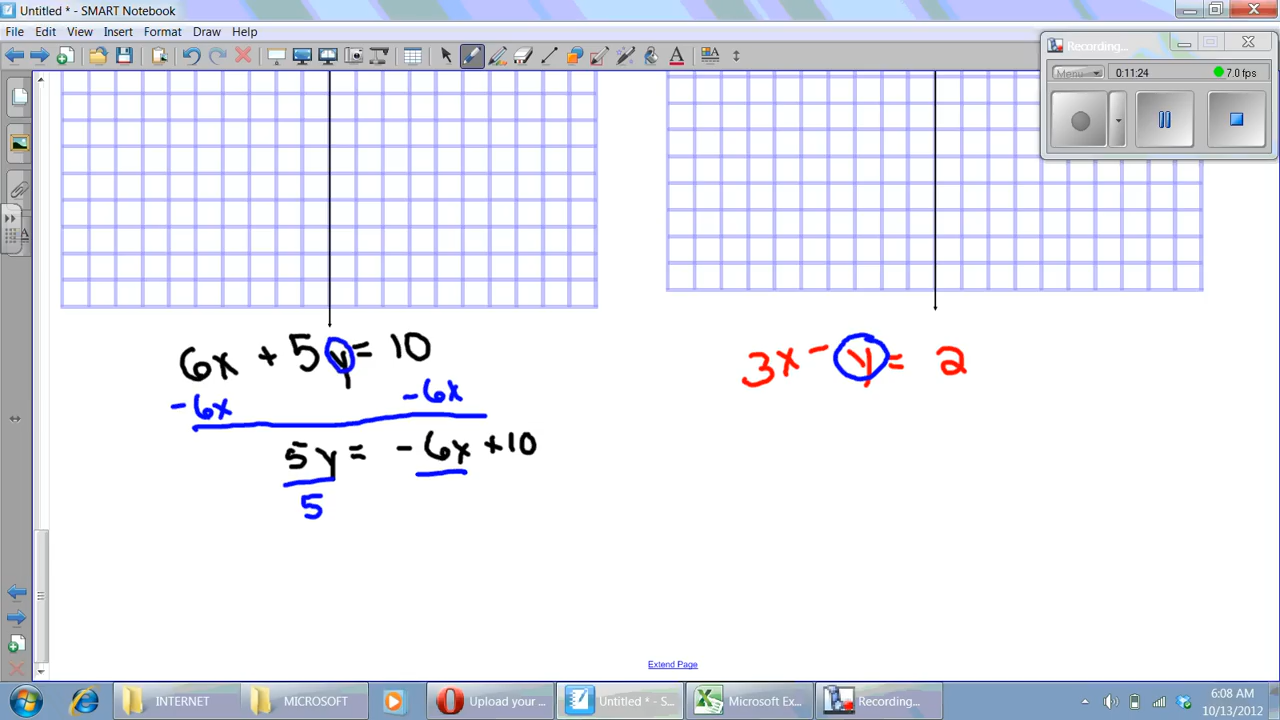 Untitled * - SMART Notebook
File Edit View Insert Format Draw Help
Recording...
Menu 0:11:24 7.0 fps
6x + 5y = 10
-6x -6x
5y = -6x +10
5
3x - y = 2
Extend Page
INTERNET MICROSOFT Upload your ... Untitled * - S... Microsoft Ex... Recording...
6:08 AM
10/13/2012